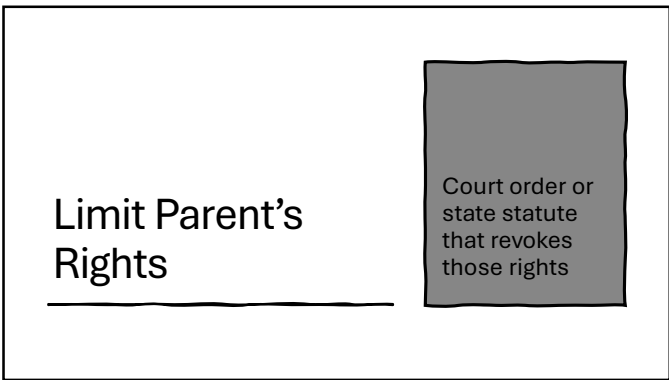 Limit Parent’s
Rights
Court order or
state statute
that revokes
those rights